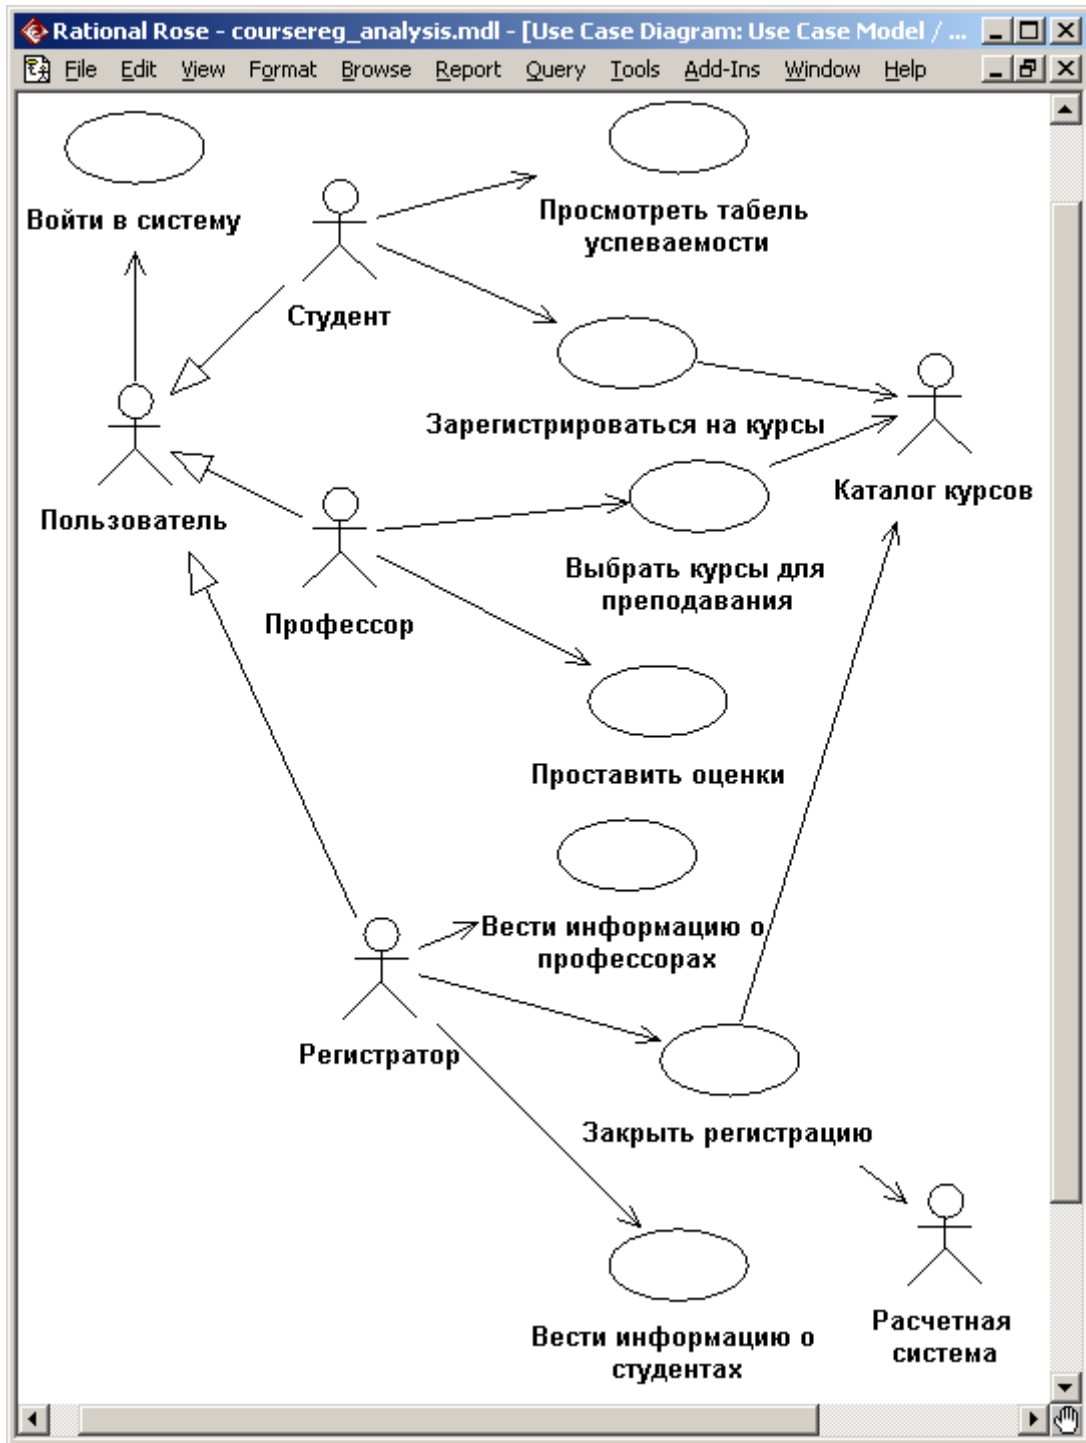 Rational Rose - coursereg_analysis.mdl - [Use Case Diagram: Use Case Model / ...
File Edit View Format Browse Report Query Tools Add-Ins Window Help
Войти в систему
Просмотреть табель
успеваемости
Студент
Зарегистрироваться на курсы
Каталог курсов
Пользователь
Выбрать курсы для
преподавания
Профессор
Проставить оценки
Вести информацию о
профессорах
Регистратор
Закрыть регистрацию
Расчетная
система
Вести информацию о
студентах